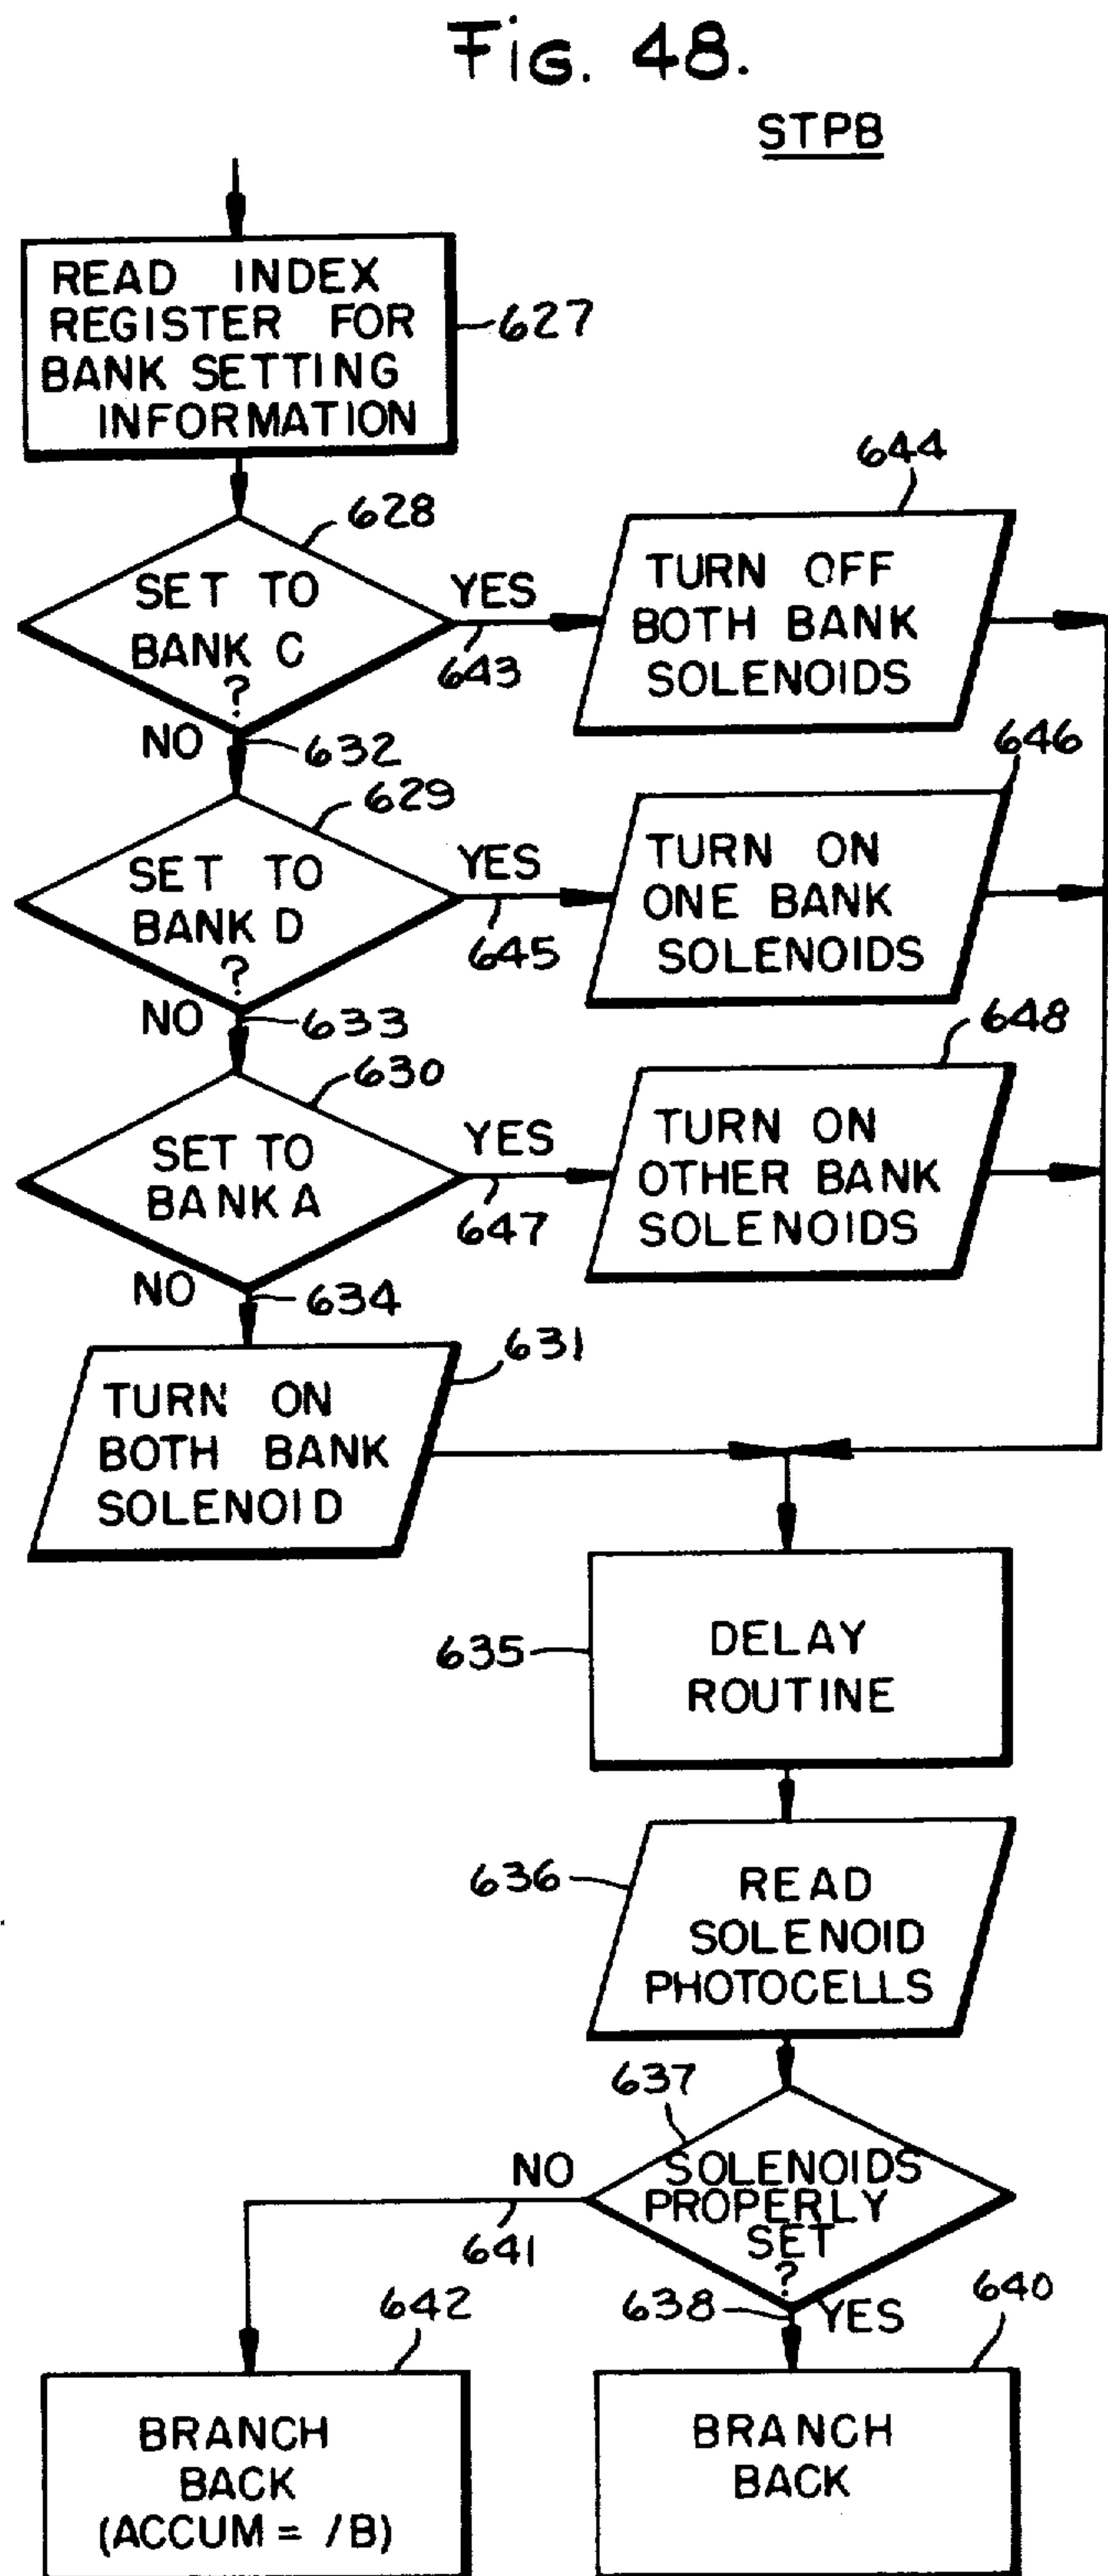 Fig. 48.
STPB
READ INDEX
REGISTER FOR
BANK SETTING
INFORMATION
627
628
SET TO
BANK C
?
YES
643
644
TURN OFF
BOTH BANK
SOLENOIDS
NO
632
629
SET TO
BANK D
?
YES
645
646
TURN ON
ONE BANK
SOLENOIDS
NO
633
630
SET TO
BANK A
YES
647
648
TURN ON
OTHER BANK
SOLENOIDS
NO
634
631
TURN ON
BOTH BANK
SOLENOID
635
DELAY
ROUTINE
636
READ
SOLENOID
PHOTOCELLS
637
SOLENOIDS
PROPERLY
SET
?
NO
641
638
YES
642
BRANCH
BACK
(ACCUM = /B)
640
BRANCH
BACK